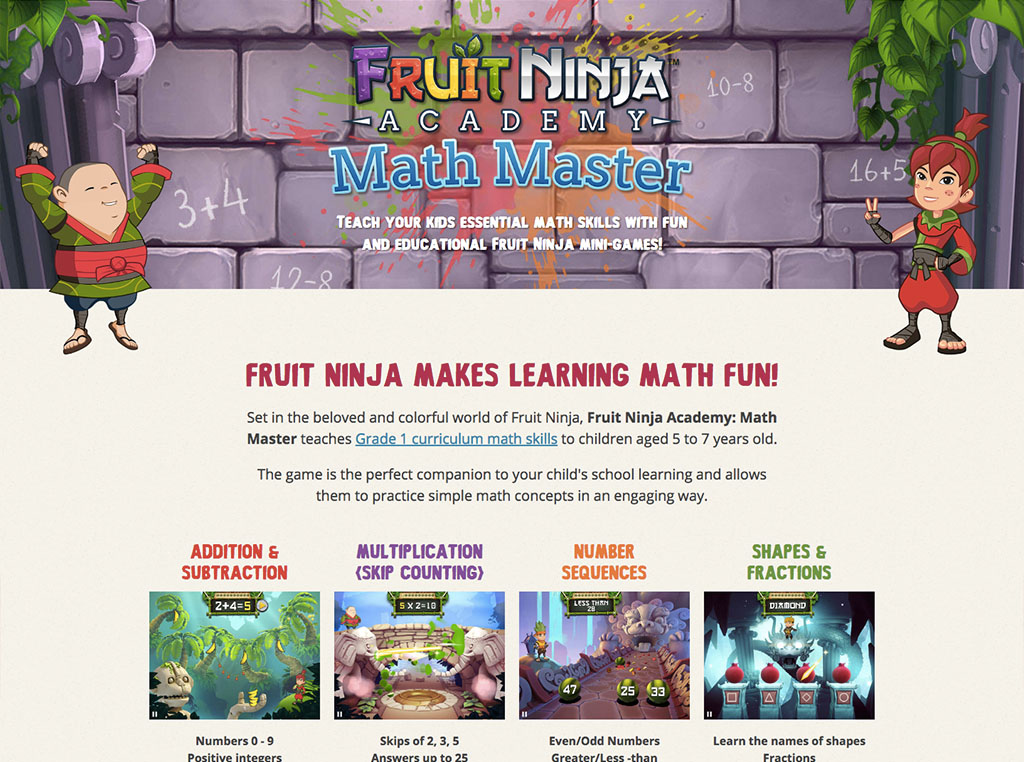 FRUIT NINJA™
ACADEMY
Math Master
TEACH YOUR KIDS ESSENTIAL MATH SKILLS WITH FUN
AND EDUCATIONAL FRUIT NINJA MINI-GAMES!
10-8
16+5
3+4
12-8
FRUIT NINJA MAKES LEARNING MATH FUN!
Set in the beloved and colorful world of Fruit Ninja, Fruit Ninja Academy: Math
Master teaches Grade 1 curriculum math skills to children aged 5 to 7 years old.
The game is the perfect companion to your child's school learning and allows
them to practice simple math concepts in an engaging way.
ADDITION &
SUBTRACTION
2+4=5
Numbers 0 - 9
Positive integers
MULTIPLICATION
(SKIP COUNTING)
5 X 2=10
Skips of 2, 3, 5
Answers up to 25
NUMBER
SEQUENCES
LESS THAN
28
47
25
33
Even/Odd Numbers
Greater/Less -than
SHAPES &
FRACTIONS
DIAMOND
Learn the names of shapes
Fractions